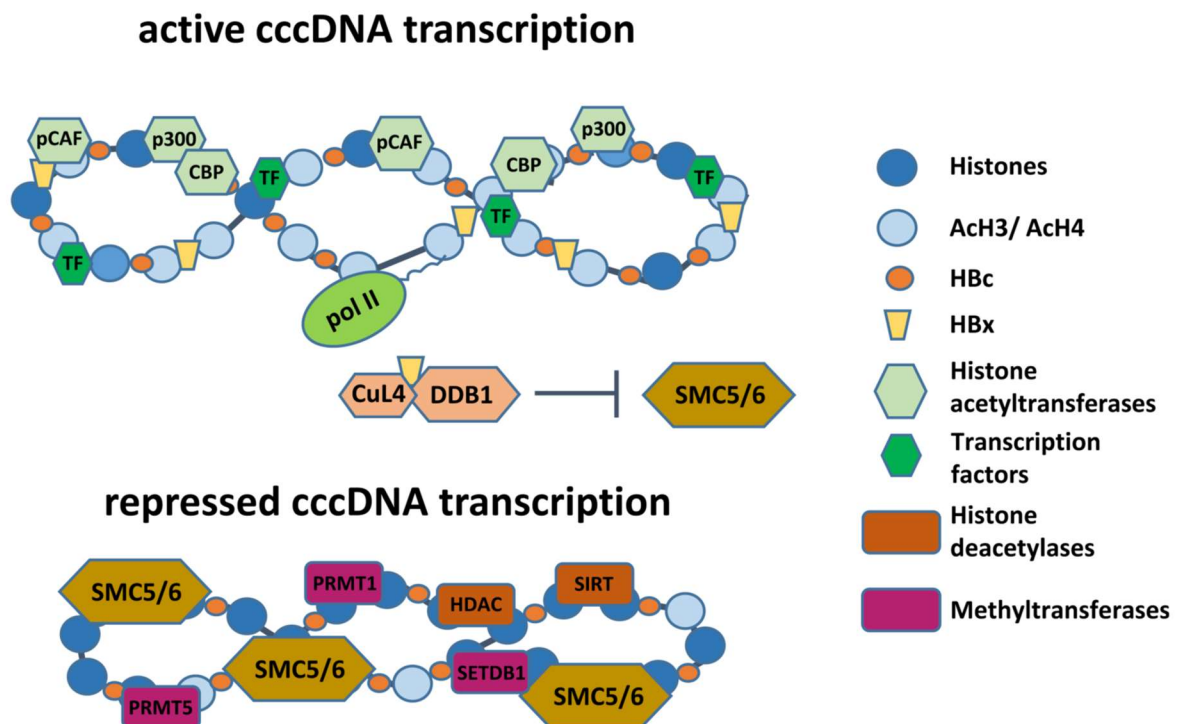 active cccDNA transcription
pCAF
p300
CBP
TF
pCAF
CBP
p300
TF
TF
TF
pol II
CuL4
DDB1
SMC5/6
repressed cccDNA transcription
SMC5/6
PRMT1
HDAC
SIRT
SMC5/6
SETDB1
SMC5/6
PRMT5
Histones
AcH3/ AcH4
HBc
HBx
Histone
acetyltransferases
Transcription
factors
Histone
deacetylases
Methyltransferases